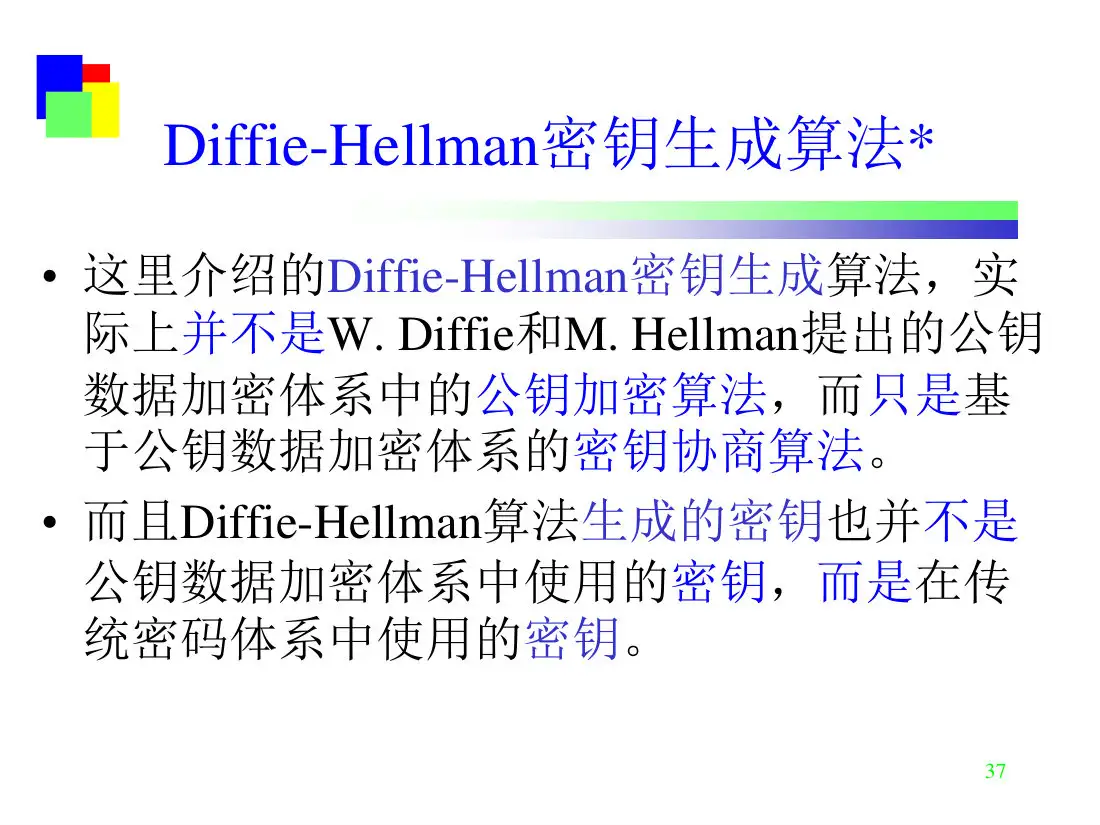 Diffie-Hellman密钥生成算法*
• 这里介绍的Diffie-Hellman密钥生成算法，实
际上并不是W. Diffie和M. Hellman提出的公钥
数据加密体系中的公钥加密算法，而只是基
于公钥数据加密体系的密钥协商算法。
• 而且Diffie-Hellman算法生成的密钥也并不是
公钥数据加密体系中使用的密钥，而是在传
统密码体系中使用的密钥。
37